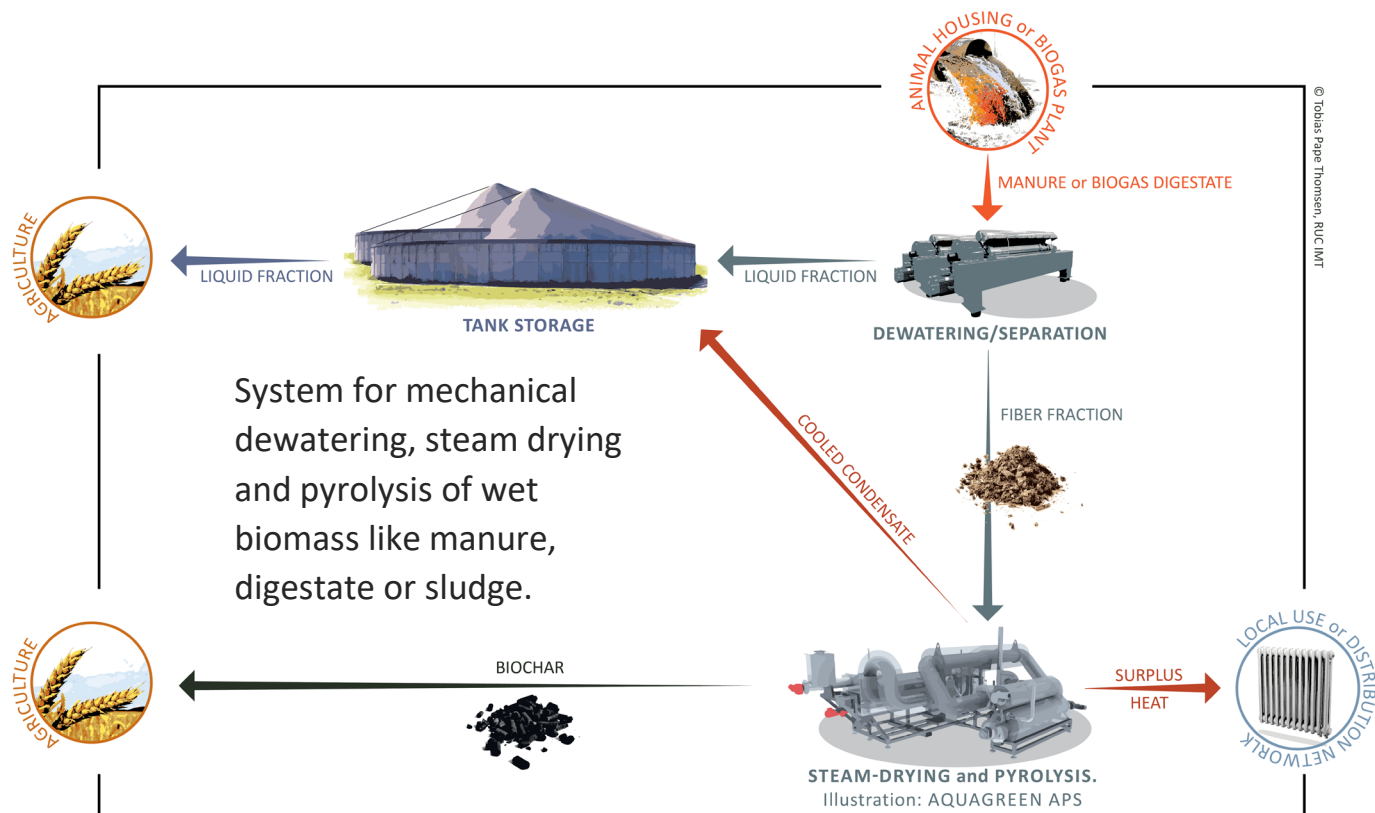 ANIMAL HOUSING or BIOGAS PLANT
© Tobias Pape Thomsen, RUC IMT
MANURE or BIOGAS DIGESTATE
AGRICULTURE
LIQUID FRACTION
LIQUID FRACTION
TANK STORAGE
DEWATERING/SEPARATION
System for mechanical
dewatering, steam drying
and pyrolysis of wet
biomass like manure,
digestate or sludge.
COOLED CONDENSATE
FIBER FRACTION
AGRICULTURE
BIOCHAR
SURPLUS
HEAT
LOCAL USE or DISTRIBUTION NETWORLK
STEAM-DRYING and PYROLYSIS.
Illustration: AQUAGREEN APS